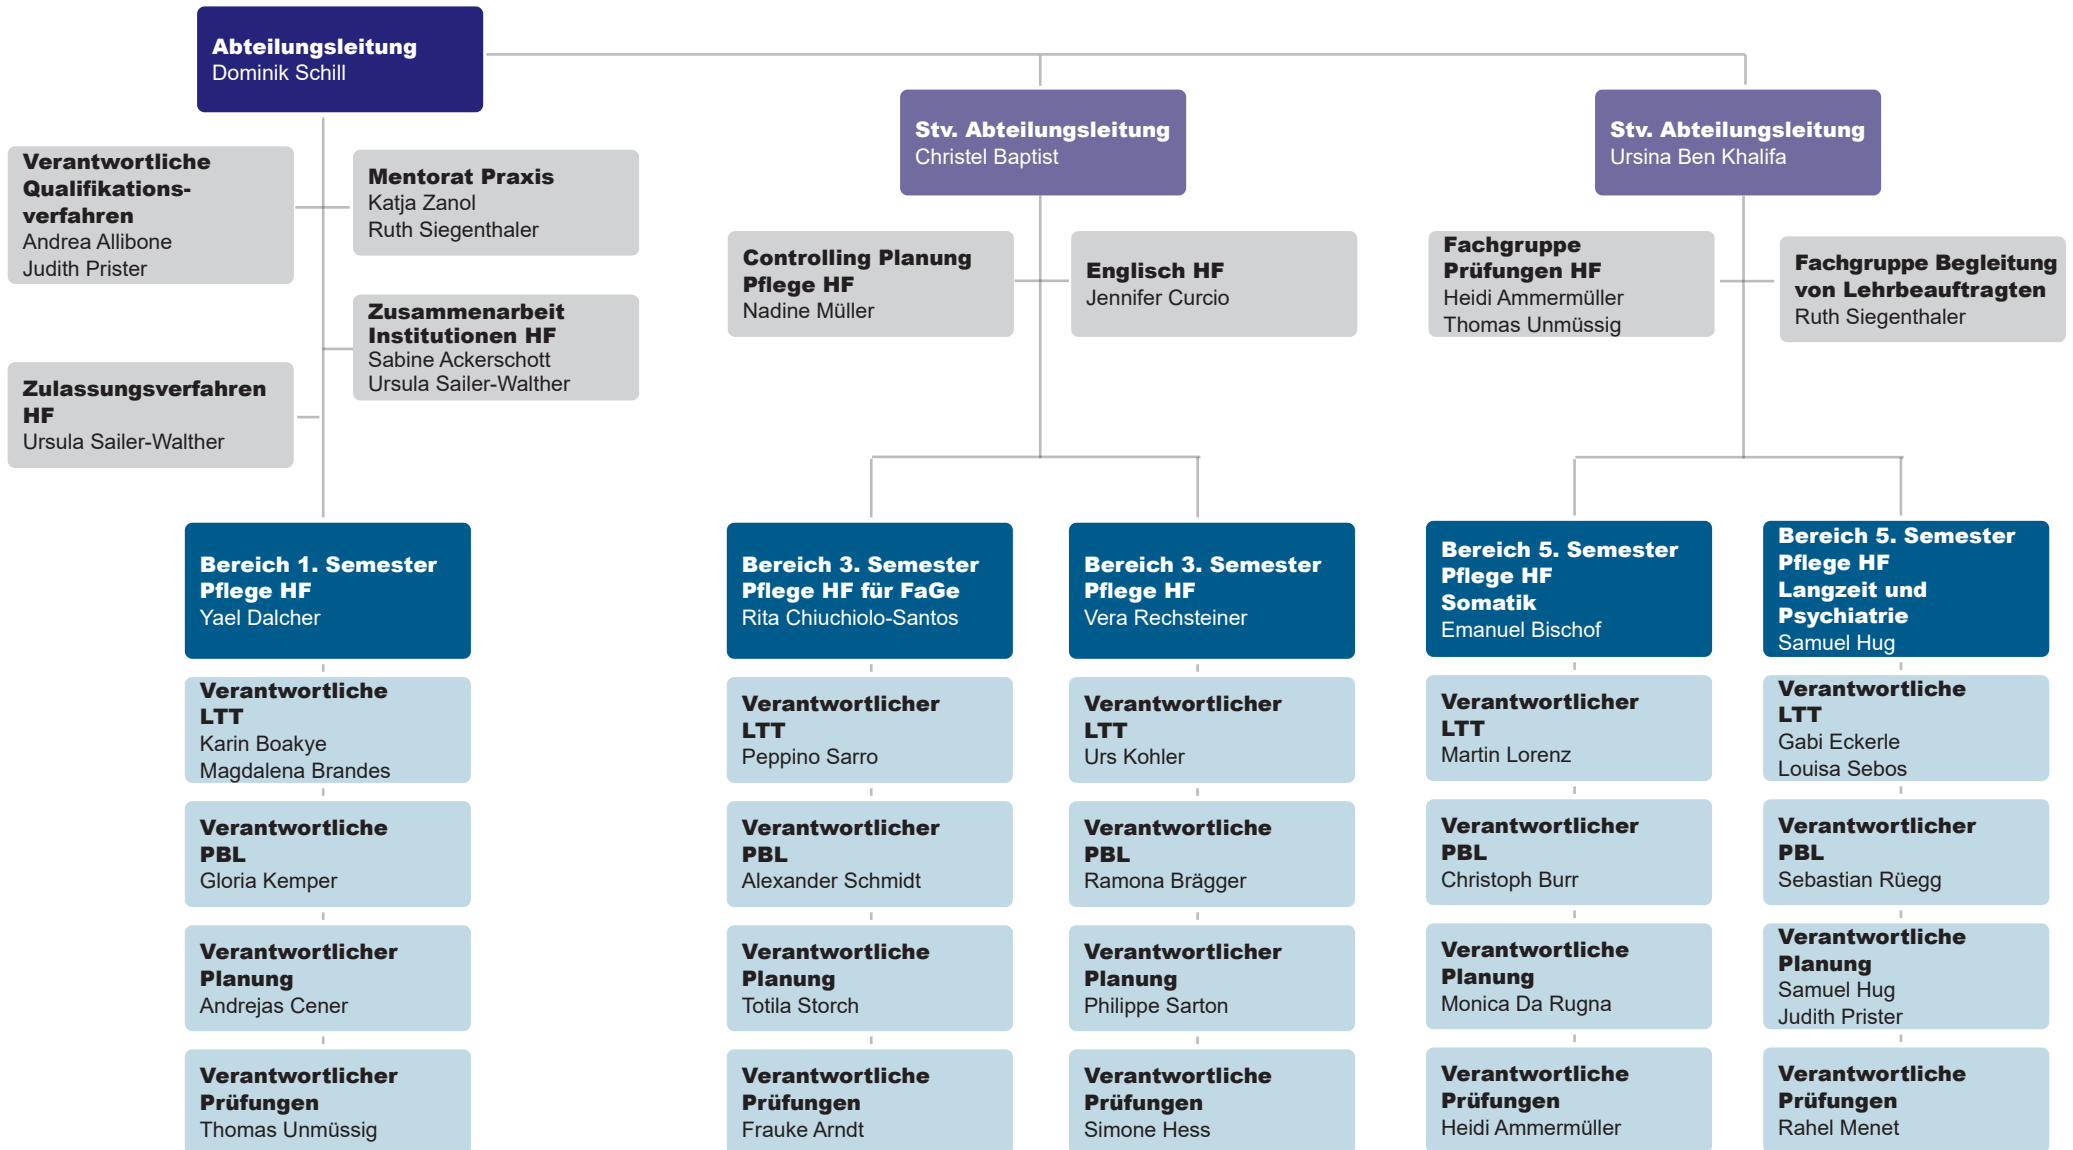 Abteilungsleitung
Dominik Schill
Stv. Abteilungsleitung
Christel Baptist
Stv. Abteilungsleitung
Ursina Ben Khalifa
Verantwortliche
Qualifikations-
verfahren
Andrea Allibone
Judith Prister
Mentorat Praxis
Katja Zanol
Ruth Siegenthaler
Zusammenarbeit
Institutionen HF
Sabine Ackerschott
Ursula Sailer-Walther
Zulassungsverfahren
HF
Ursula Sailer-Walther
Controlling Planung
Pflege HF
Nadine Müller
Englisch HF
Jennifer Curcio
Fachgruppe
Prüfungen HF
Heidi Ammermüller
Thomas Unmüssig
Fachgruppe Begleitung
von Lehrbeauftragten
Ruth Siegenthaler
Bereich 1. Semester
Pflege HF
Yael Dalcher
Verantwortliche
LTT
Karin Boakye
Magdalena Brandes
Verantwortliche
PBL
Gloria Kemper
Verantwortlicher
Planung
Andrejas Cener
Verantwortlicher
Prüfungen
Thomas Unmüssig
Bereich 3. Semester
Pflege HF für FaGe
Rita Chiuchiolo-Santos
Verantwortlicher
LTT
Peppino Sarro
Verantwortlicher
PBL
Alexander Schmidt
Verantwortliche
Planung
Totila Storch
Verantwortliche
Prüfungen
Frauke Arndt
Bereich 3. Semester
Pflege HF
Vera Rechsteiner
Verantwortlicher
LTT
Urs Kohler
Verantwortliche
PBL
Ramona Brägger
Verantwortlicher
Planung
Philippe Sarton
Verantwortliche
Prüfungen
Simone Hess
Bereich 5. Semester
Pflege HF
Somatik
Emanuel Bischof
Verantwortlicher
LTT
Martin Lorenz
Verantwortlicher
PBL
Christoph Burr
Verantwortliche
Planung
Monica Da Rugna
Verantwortliche
Prüfungen
Heidi Ammermüller
Bereich 5. Semester
Pflege HF
Langzeit und
Psychiatrie
Samuel Hug
Verantwortliche
LTT
Gabi Eckerle
Louisa Sebos
Verantwortlicher
PBL
Sebastian Rüegg
Verantwortliche
Planung
Samuel Hug
Judith Prister
Verantwortliche
Prüfungen
Rahel Menet